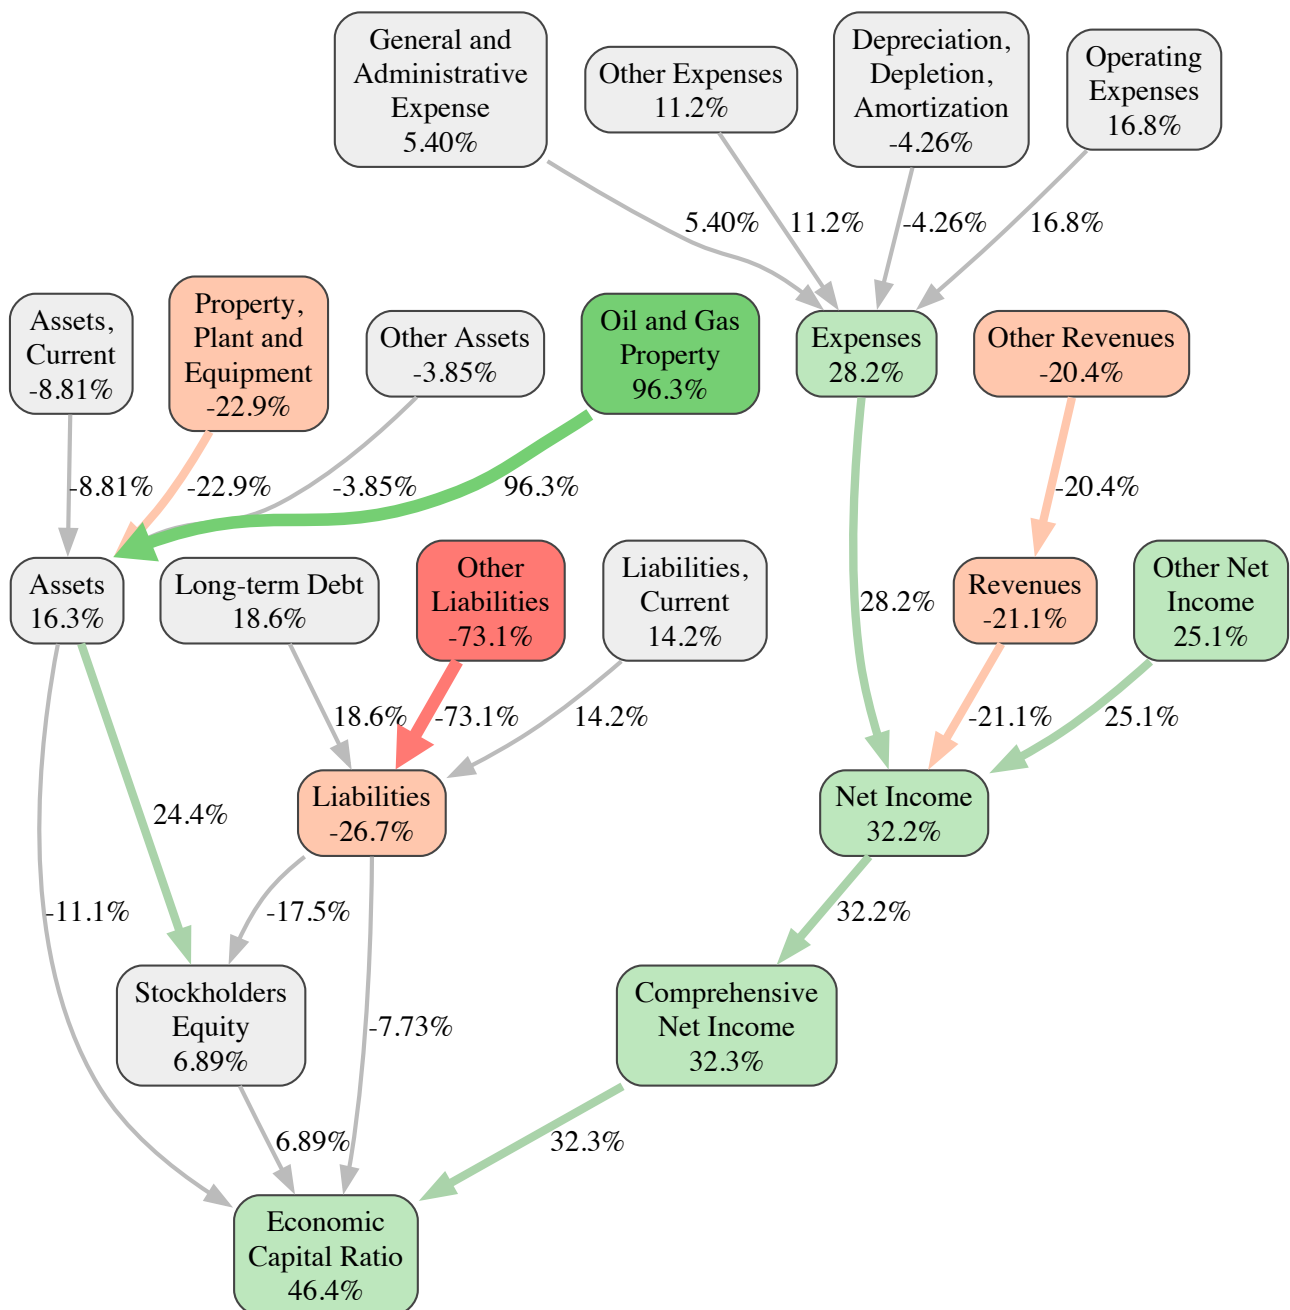 General and
Administrative
Expense
5.40%
Other Expenses
11.2%
Depreciation,
Depletion,
Amortization
-4.26%
Operating
Expenses
16.8%
5.40%
11.2%
-4.26%
16.8%
Assets,
Current
-8.81%
Property,
Plant and
Equipment
-22.9%
Other Assets
-3.85%
Oil and Gas
Property
96.3%
Expenses
28.2%
Other Revenues
-20.4%
-8.81%
-22.9%
-3.85%
96.3%
-20.4%
Assets
16.3%
Long-term Debt
18.6%
Other
Liabilities
-73.1%
Liabilities,
Current
14.2%
28.2%
Revenues
-21.1%
Other Net
Income
25.1%
18.6%
-73.1%
14.2%
-21.1%
25.1%
24.4%
Liabilities
-26.7%
Net Income
32.2%
-11.1%
-17.5%
32.2%
Stockholders
Equity
6.89%
-7.73%
Comprehensive
Net Income
32.3%
6.89%
32.3%
Economic
Capital Ratio
46.4%